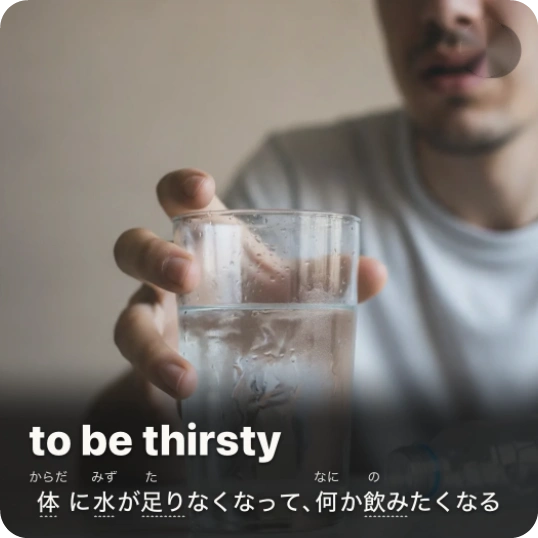 to be thirsty
からだ みず た なに の
体に水が足りなくなって、何か飲みたくなる